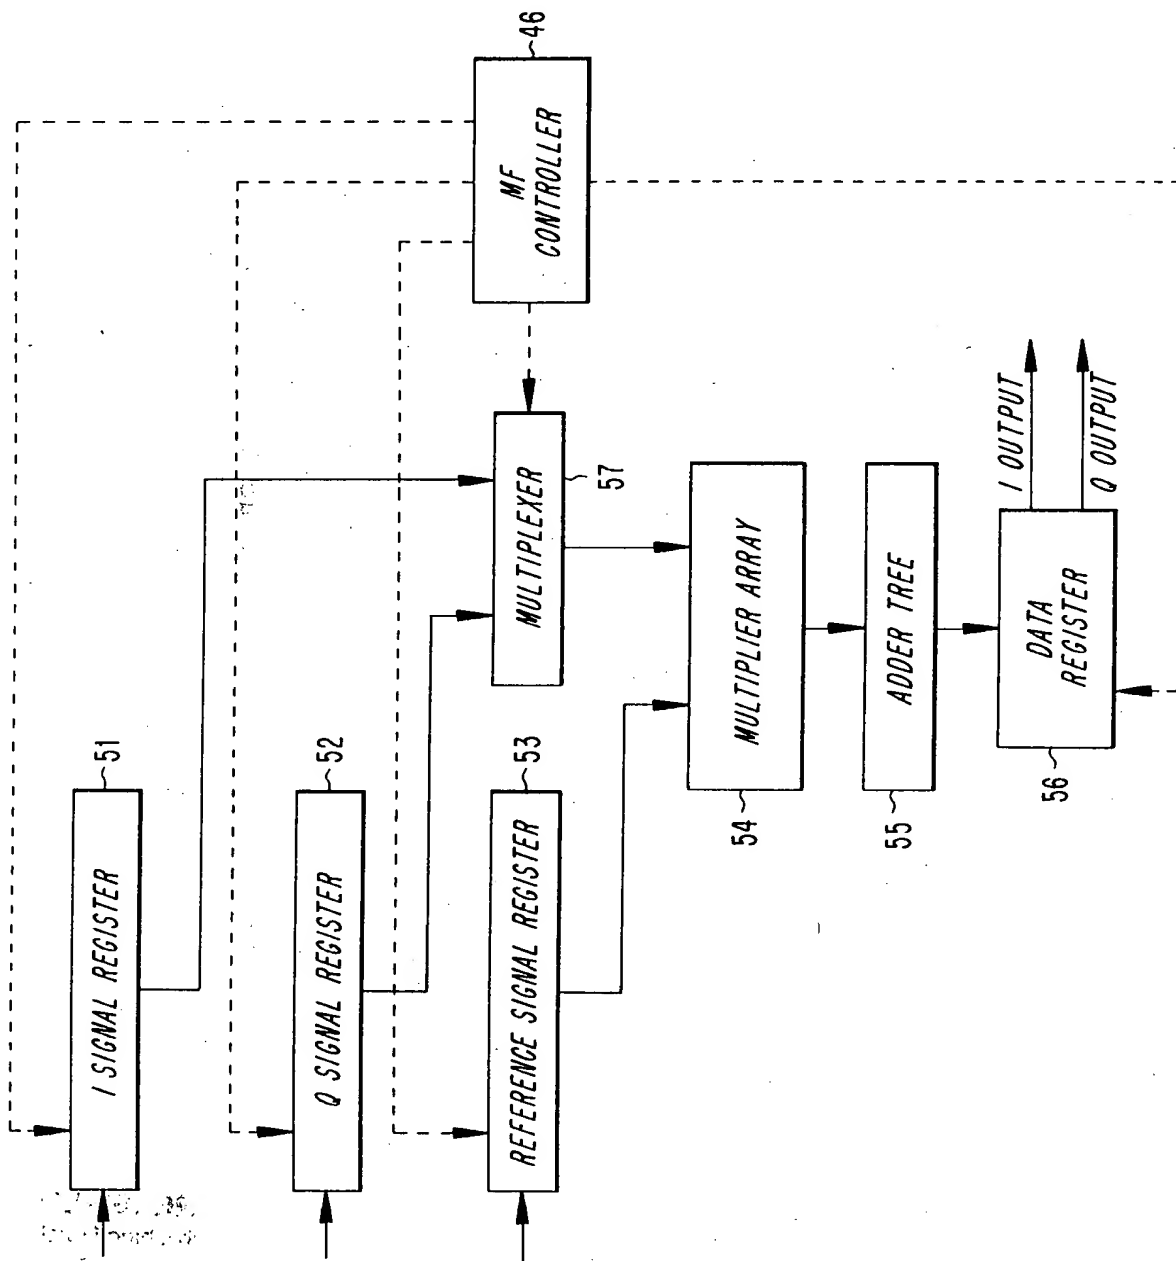 I SIGNAL REGISTER
51
Q SIGNAL REGISTER
52
REFERENCE SIGNAL REGISTER
53
MF
CONTROLLER
46
MULTIPLEXER
57
MULTIPLIER ARRAY
54
ADDER TREE
55
DATA
REGISTER
56
I OUTPUT
Q OUTPUT